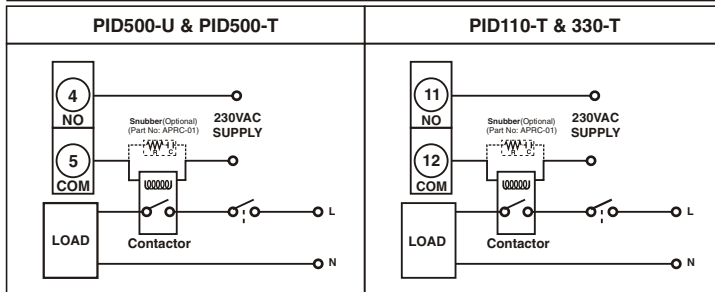 PID500-U & PID500-T
4
NO
Snubber(Optional)
(Part No: APRC-01)
R C
230VAC
SUPPLY
5
COM
LOAD
Contactor
L
N
PID110-T & 330-T
11
NO
Snubber(Optional)
(Part No: APRC-01)
R C
230VAC
SUPPLY
12
COM
LOAD
Contactor
L
N